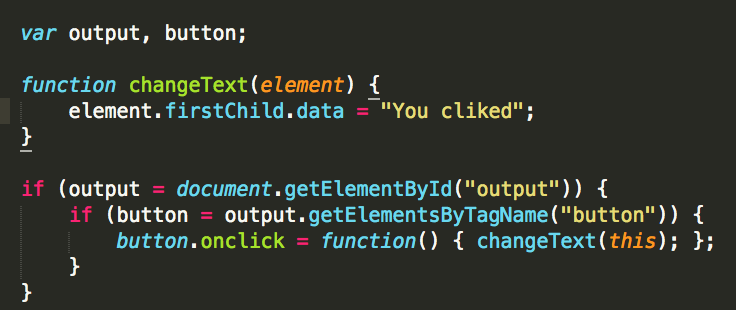 var output, button;
function changeText(element) {
    element.firstChild.data = "You cliked";
}
if (output = document.getElementById("output")) {
    if (button = output.getElementsByTagName("button")) {
        button.onclick = function() { changeText(this); };
    }
}